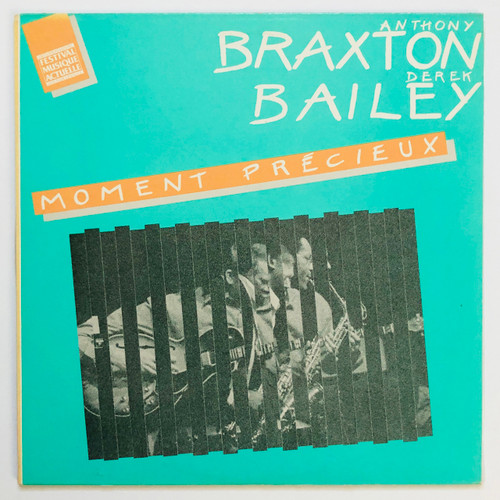 FESTIVAL
MUSIQUE
ACTUELLE
ANTHONY
BRAXTON
DEREK
BAILEY
MOMENT PRÉCIEUX